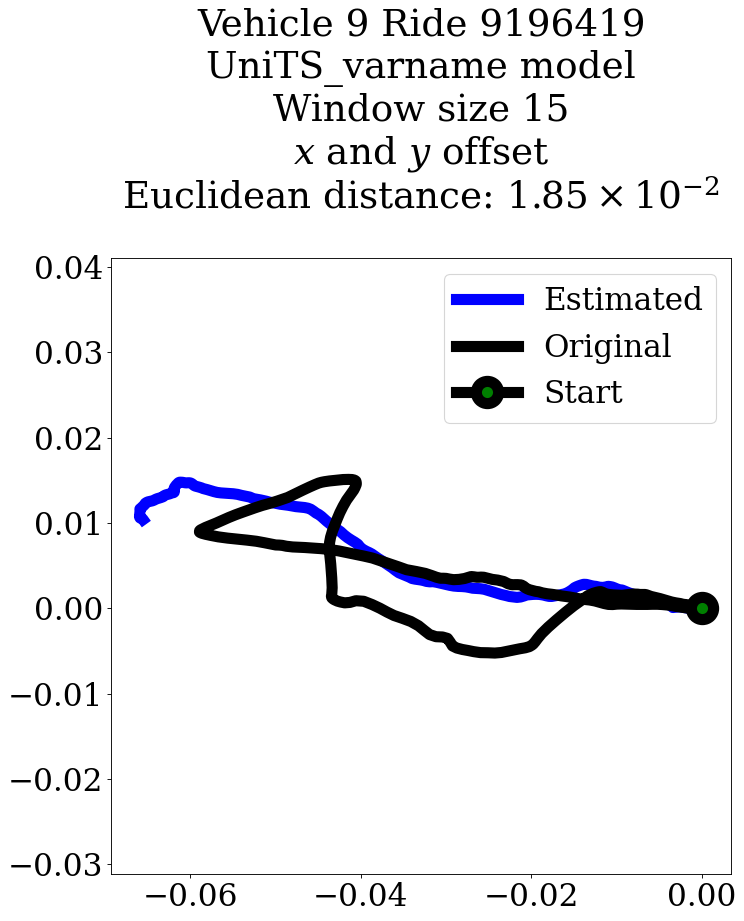 Vehicle 9 Ride 9196419
UniTS_varname model
Window size 15
x and y offset
Euclidean distance: 1.85 × 10⁻²
0.04
0.03
0.02
0.01
0.00
−0.01
−0.02
−0.03
Estimated
Original
Start
−0.06 −0.04 −0.02 0.00